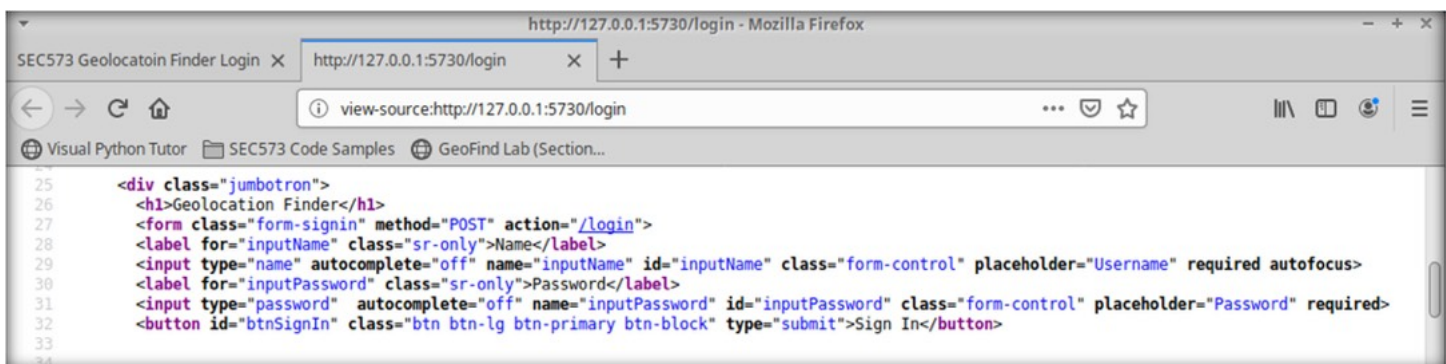 http://127.0.0.1:5730/login - Mozilla Firefox
SEC573 Geolocatoin Finder Login
http://127.0.0.1:5730/login
view-source:http://127.0.0.1:5730/login
Visual Python Tutor SEC573 Code Samples GeoFind Lab (Section...
25 <div class="jumbotron">
26 <h1>Geolocation Finder</h1>
27 <form class="form-signin" method="POST" action="/login">
28 <label for="inputName" class="sr-only">Name</label>
29 <input type="name" autocomplete="off" name="inputName" id="inputName" class="form-control" placeholder="Username" required autofocus>
30 <label for="inputPassword" class="sr-only">Password</label>
31 <input type="password"  autocomplete="off" name="inputPassword" id="inputPassword" class="form-control" placeholder="Password" required>
32 <button id="btnSignIn" class="btn btn-lg btn-primary btn-block" type="submit">Sign In</button>
33